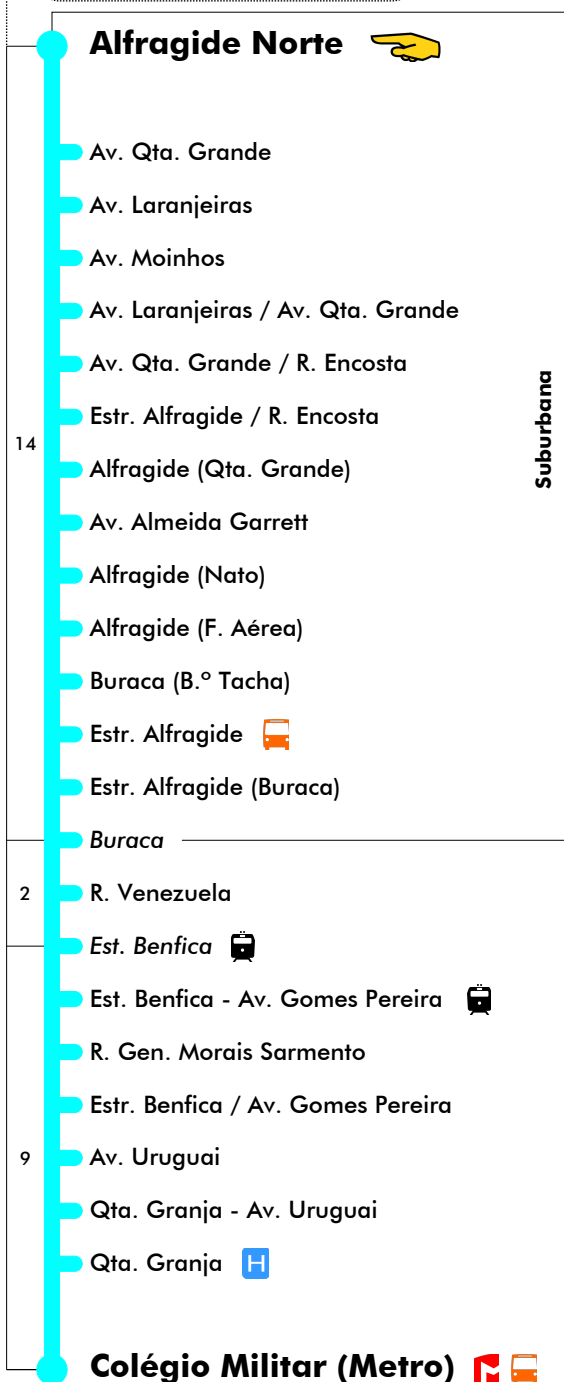 Alfragide Norte
Av. Qta. Grande
Av. Laranjeiras
Av. Moinhos
Av. Laranjeiras / Av. Qta. Grande
Av. Qta. Grande / R. Encosta
Suburbana
Estr. Alfragide / R. Encosta
14
Alfragide (Qta. Grande)
Av. Almeida Garrett
Alfragide (Nato)
Alfragide (F. Aérea)
Buraca (B.º Tacha)
Estr. Alfragide
Estr. Alfragide (Buraca)
Buraca
2 R. Venezuela
Est. Benfica
Est. Benfica - Av. Gomes Pereira
R. Gen. Morais Sarmento
Estr. Benfica / Av. Gomes Pereira
9 Av. Uruguai
Qta. Granja - Av. Uruguai
Qta. Granja H
Colégio Militar (Metro)